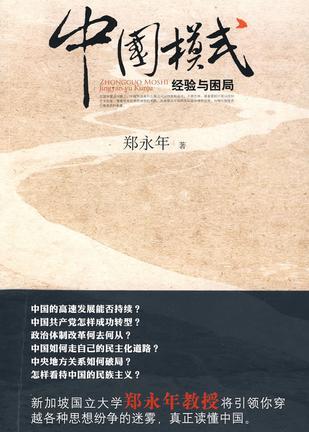 中國模式
ZHONGGUO MOSHI
Jingyan yu Kunju
经验与困局
郑永年 著
中国的高速发展能否持续？
中国共产党怎样成功转型？
政治体制改革何去何从？
中国如何走自己的民主化道路？
中央地方关系如何破局？
怎样看待中国的民族主义？
新加坡国立大学郑永年教授将引领你穿
越各种思想纷争的迷雾，真正读懂中国。